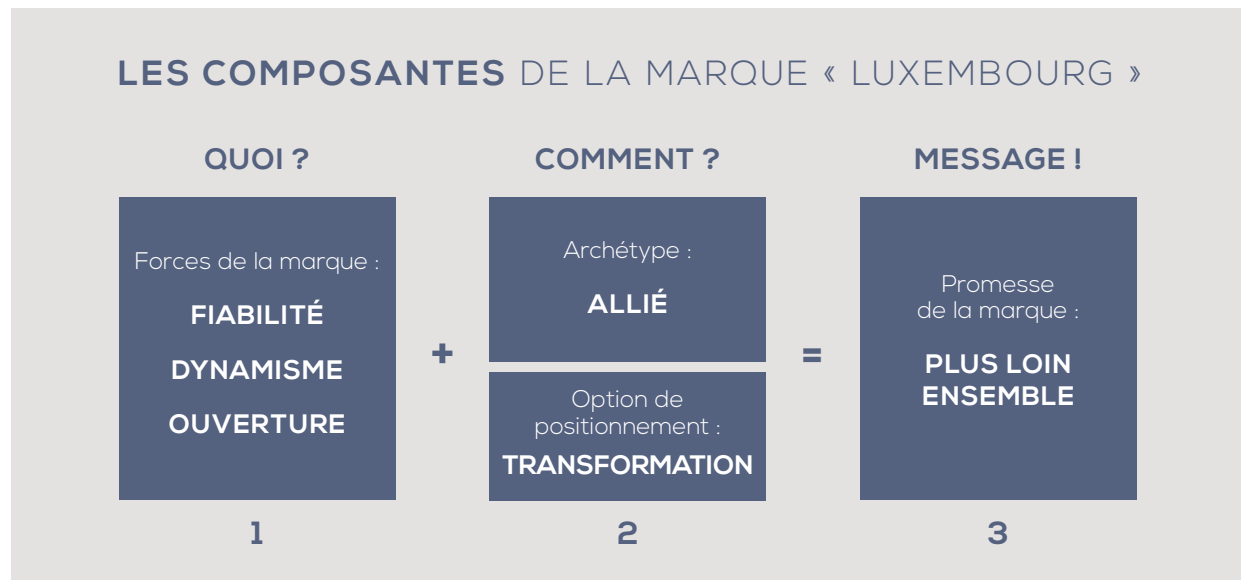 LES COMPOSANTES DE LA MARQUE « LUXEMBOURG »
QUOI ?
Forces de la marque :
FIABILITÉ
DYNAMISME
OUVERTURE
1
+
COMMENT ?
Archétype :
ALLIÉ
Option de
positionnement :
TRANSFORMATION
2
=
MESSAGE !
Promesse
de la marque :
PLUS LOIN
ENSEMBLE
3